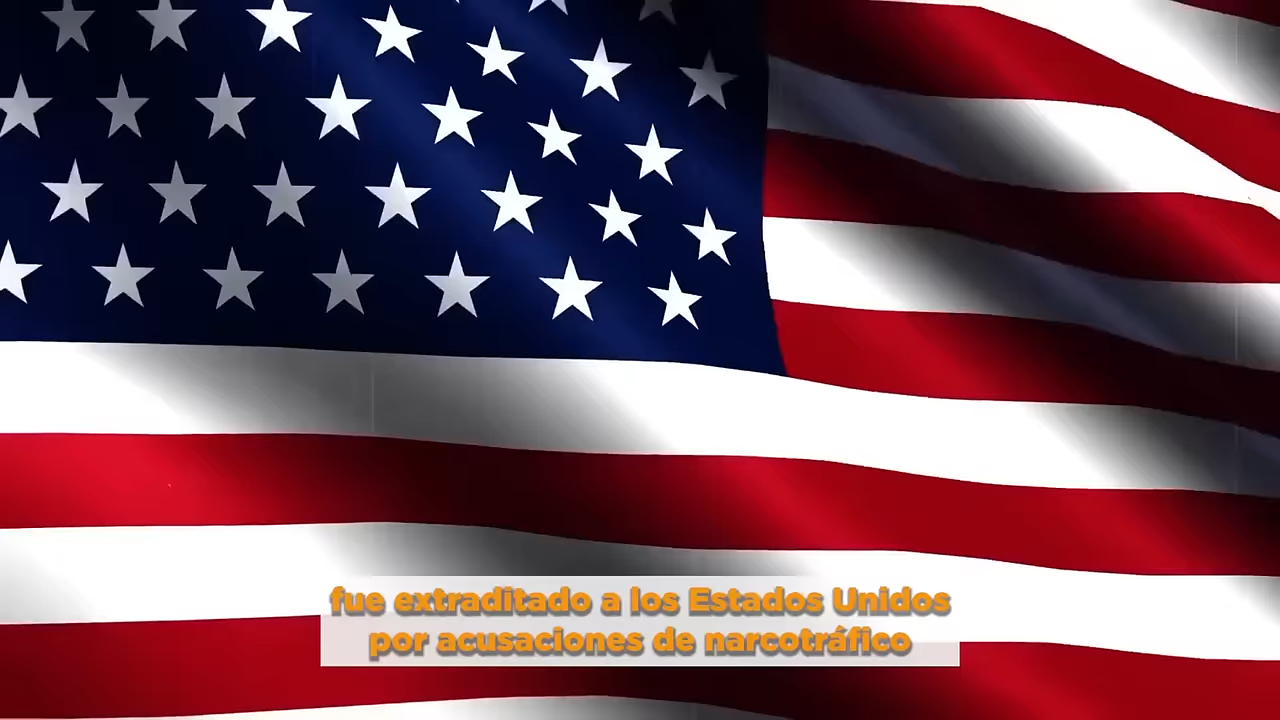 fue extraditado a los Estados Unidos
por acusaciones de narcotráfico